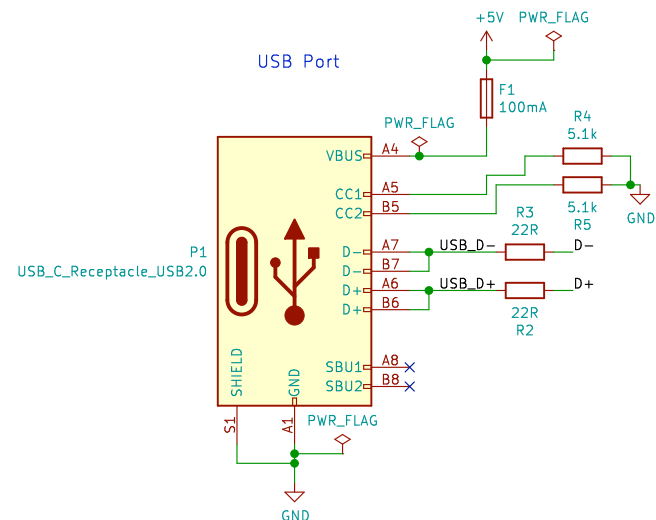 +5V PWR_FLAG
USB Port
F1
100mA
PWR_FLAG
R4
5.1k
VBUS A4
CC1 A5
CC2 B5
5.1k
R5
GND
R3
22R
P1
USB_C_Receptacle_USB2.0
D- A7 USB_D- D-
D- B7
D+ A6 USB_D+ D+
D+ B6
22R
R2
SBU1 A8
SBU2 B8
SHIELD
GND
S1
A1
PWR_FLAG
GND